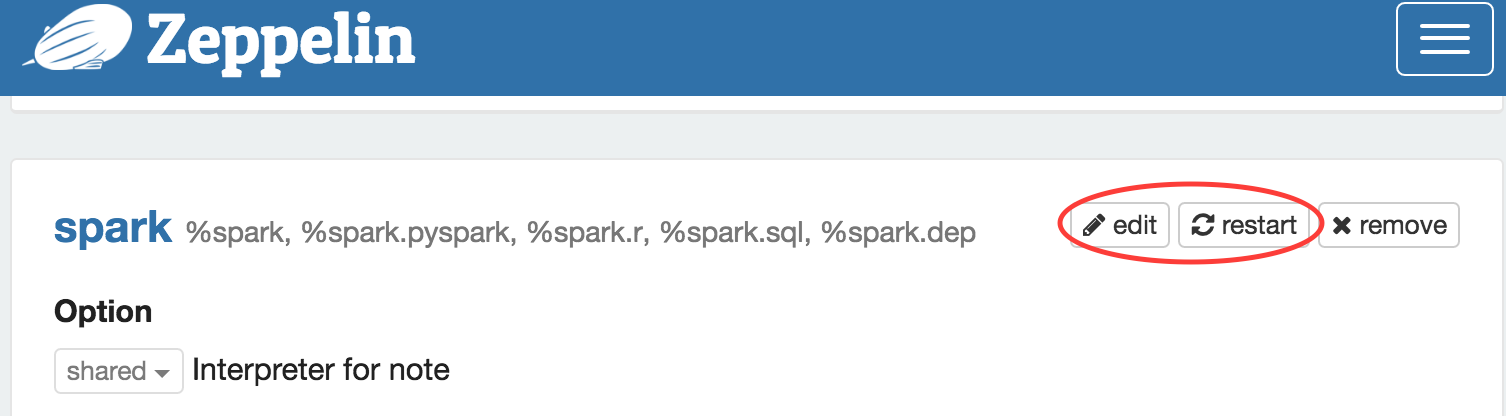 Zeppelin
spark %spark, %spark.pyspark, %spark.r, %spark.sql, %spark.dep edit restart remove
Option
shared Interpreter for note